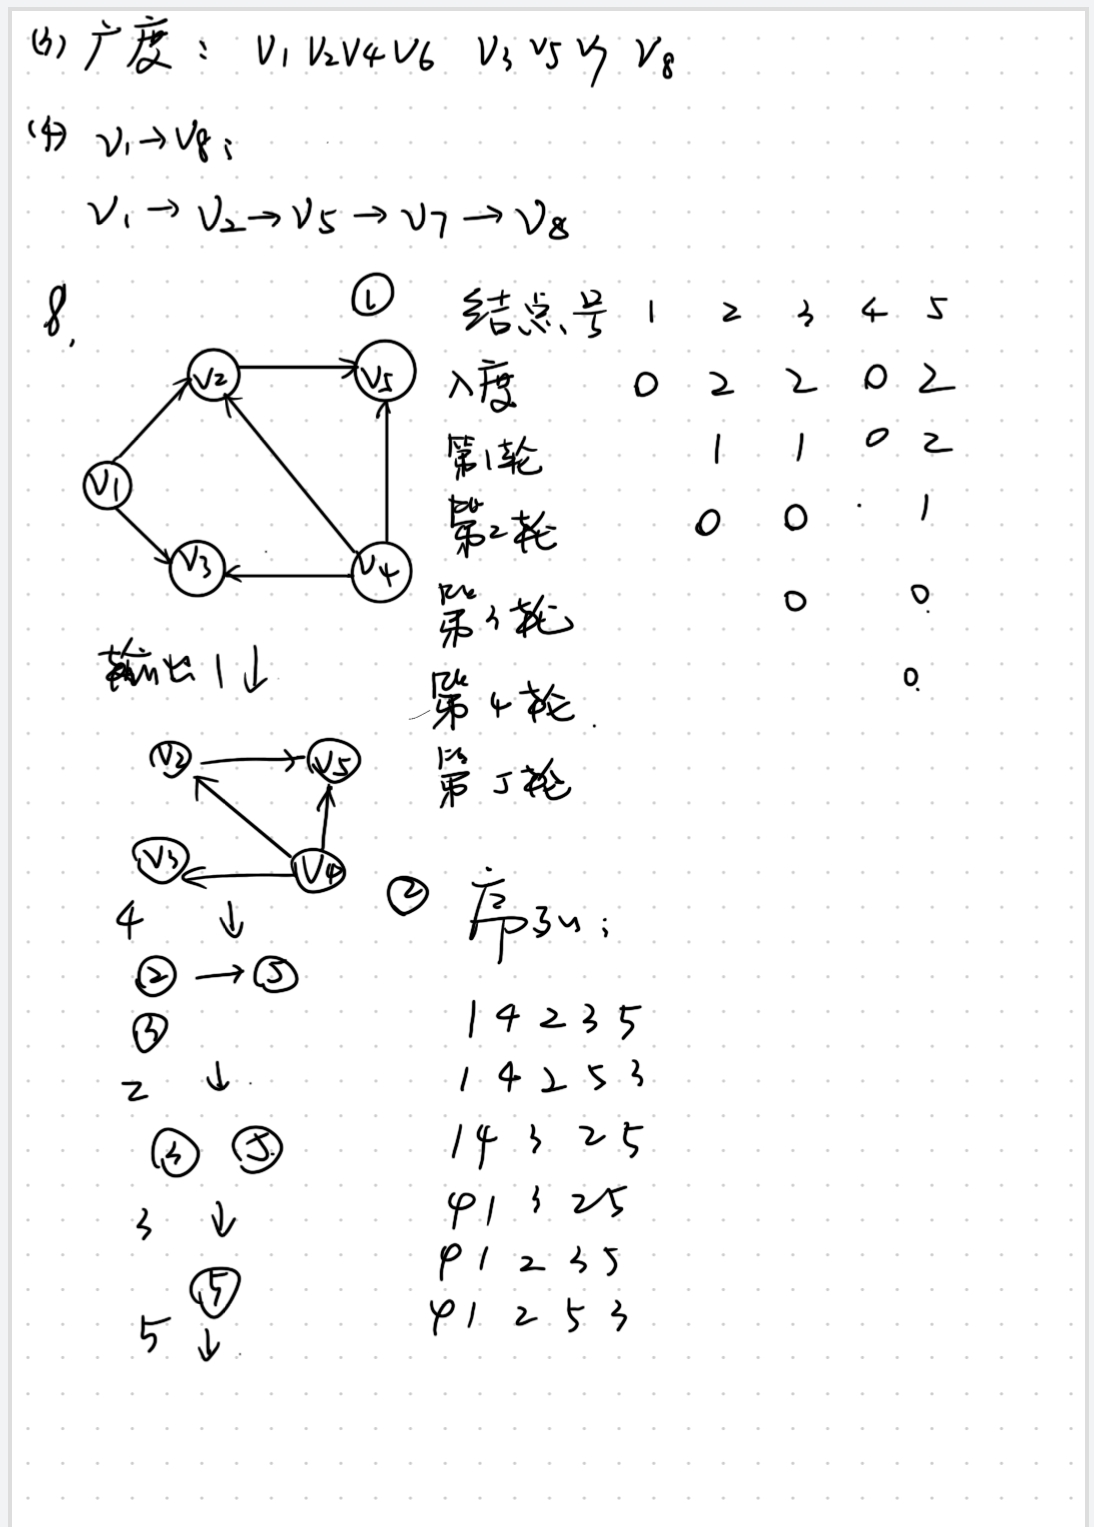 (3) 广度： V1 V2 V4 V6 V3 V5 V7 V8
(4) V1→V8：
V1 → V2 → V5 → V7 → V8
8.
①
V2 V5
V1
V3 V4
结点号 1 2 3 4 5
入度 0 2 2 0 2
第1轮 1 1 0 2
第2轮 0 0 1
第3轮 0 0
第4轮 0
第5轮
输出 1 ↓
V2 V5
V3 V4
4 ↓
② → ⑤
③
2 ↓
③ ⑤
3 ↓
⑤
5 ↓
② 序列：
1 4 2 3 5
1 4 2 5 3
1 4 3 2 5
4 1 3 2 5
4 1 2 3 5
4 1 2 5 3